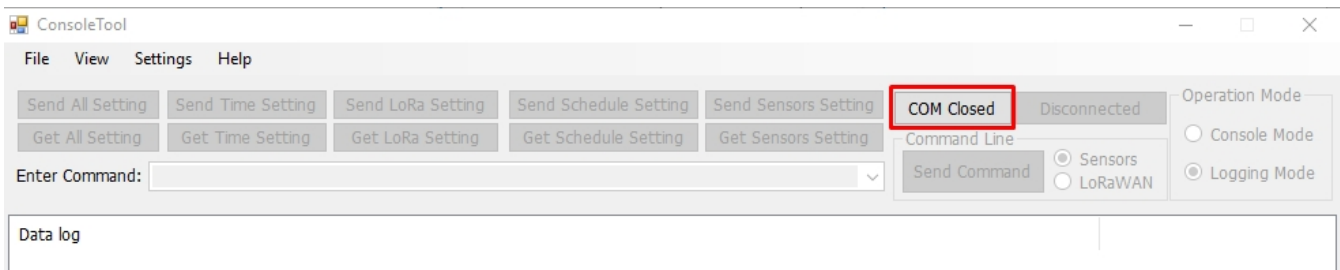 ConsoleTool
File View Settings Help
Send All Setting Send Time Setting Send LoRa Setting Send Schedule Setting Send Sensors Setting COM Closed Disconnected
Get All Setting Get Time Setting Get LoRa Setting Get Schedule Setting Get Sensors Setting
Enter Command:
Command Line
Send Command
Sensors
LoRaWAN
Operation Mode
Console Mode
Logging Mode
Data log